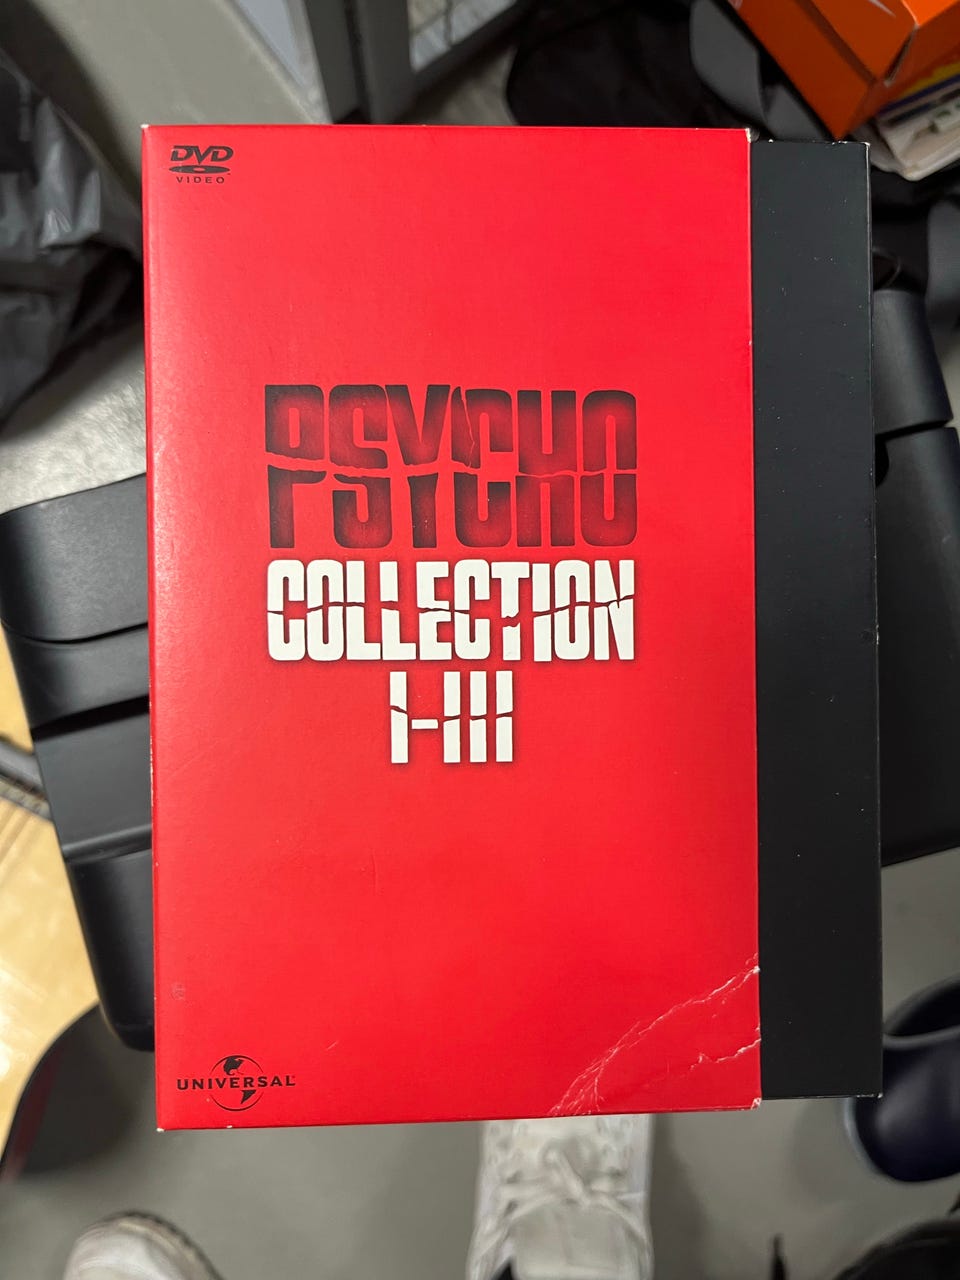 DVD
VIDEO
PSYCHO
COLLECTION
I-III
UNIVERSAL